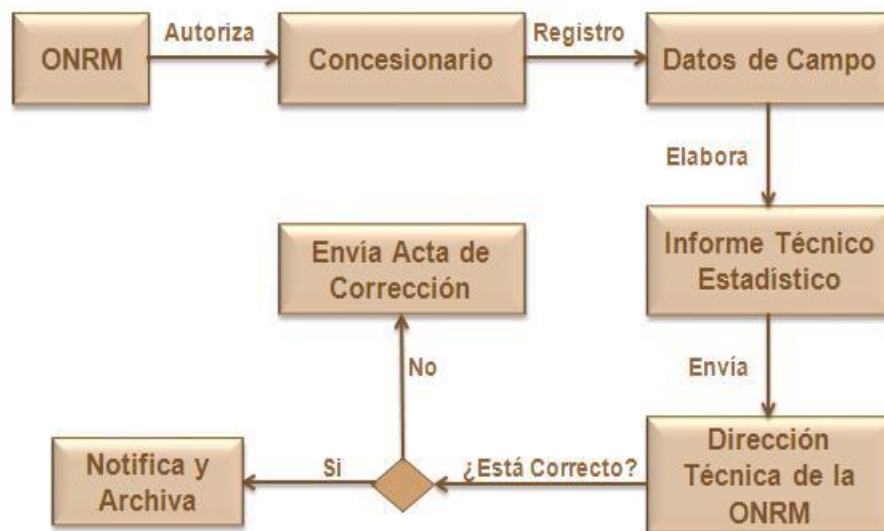 ONRM
Autoriza
Concesionario
Registro
Datos de Campo
Elabora
Informe Técnico
Estadístico
Envía
Dirección
Técnica de la
ONRM
¿Está Correcto?
No
Envía Acta de
Corrección
Si
Notifica y
Archiva